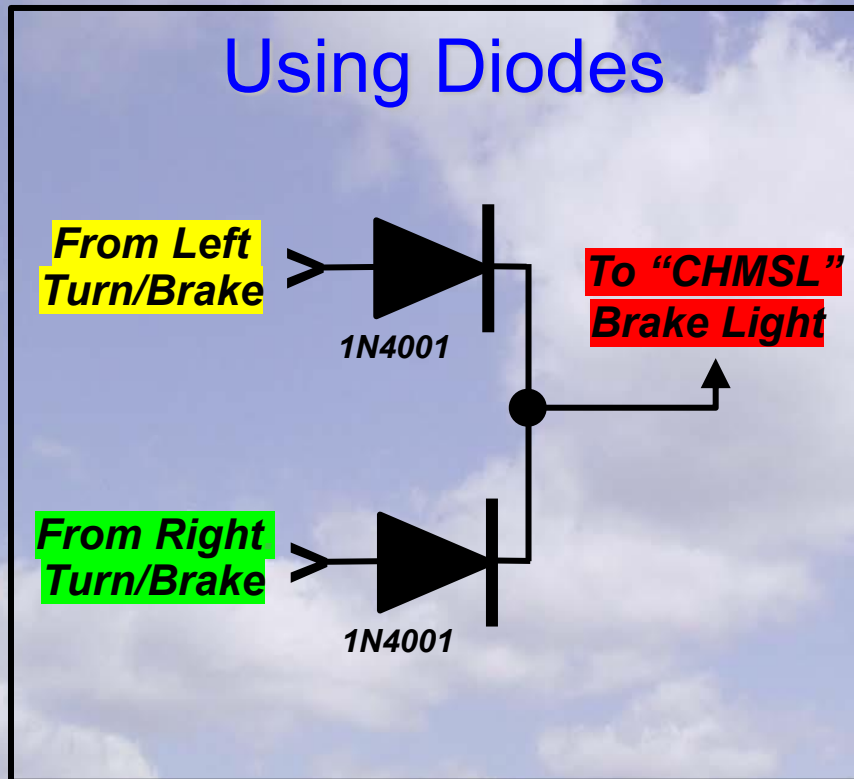 Using Diodes
From Left
Turn/Brake
1N4001
To “CHMSL”
Brake Light
From Right
Turn/Brake
1N4001